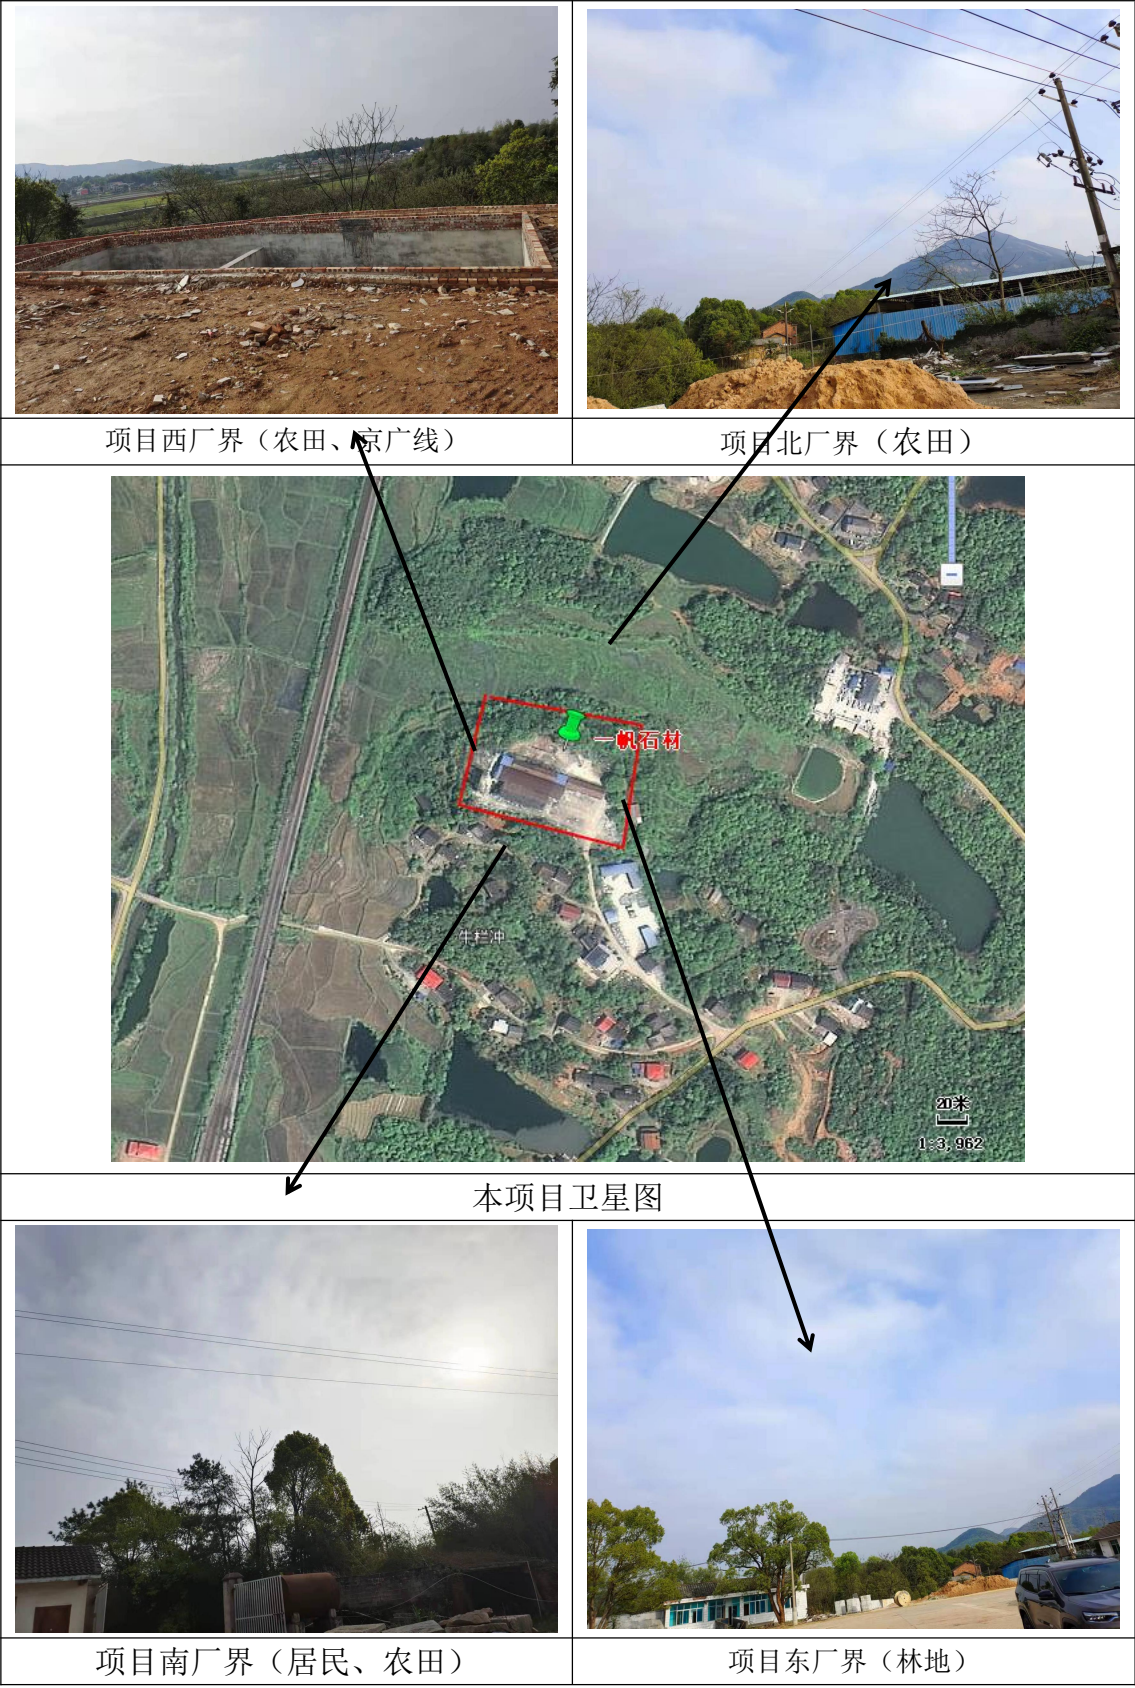 项目西厂界（农田、京广线）
项目北厂界（农田）
一帆石材
牛栏冲
20米
1:3,962
本项目卫星图
项目南厂界（居民、农田）
项目东厂界（林地）